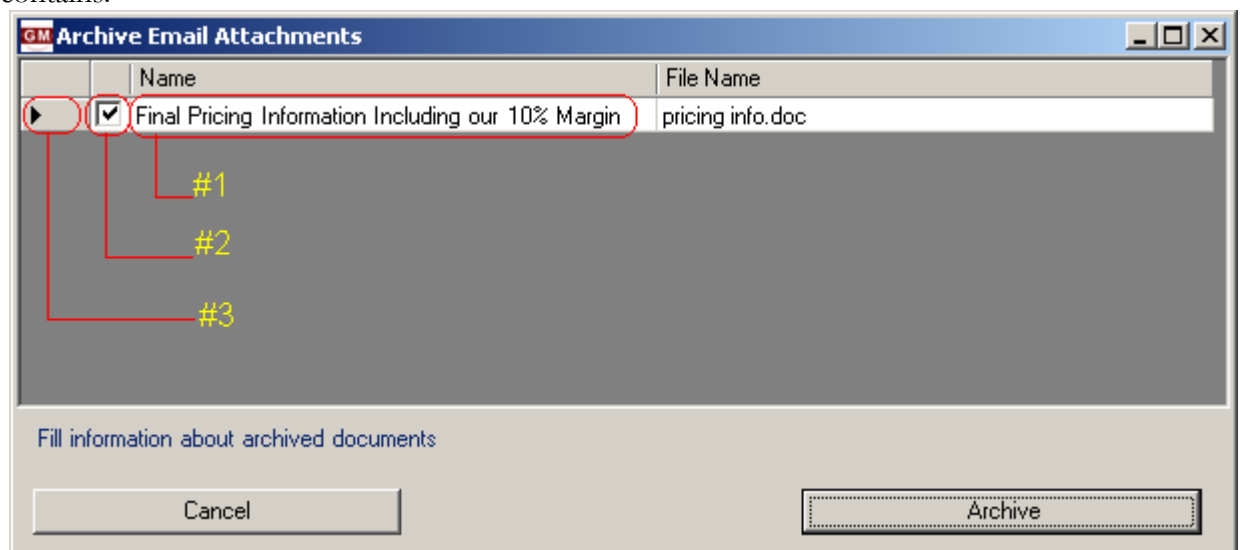 contains.
GM Archive Email Attachments
Name File Name
Final Pricing Information Including our 10% Margin pricing info.doc
#1
#2
#3
Fill information about archived documents
Cancel Archive